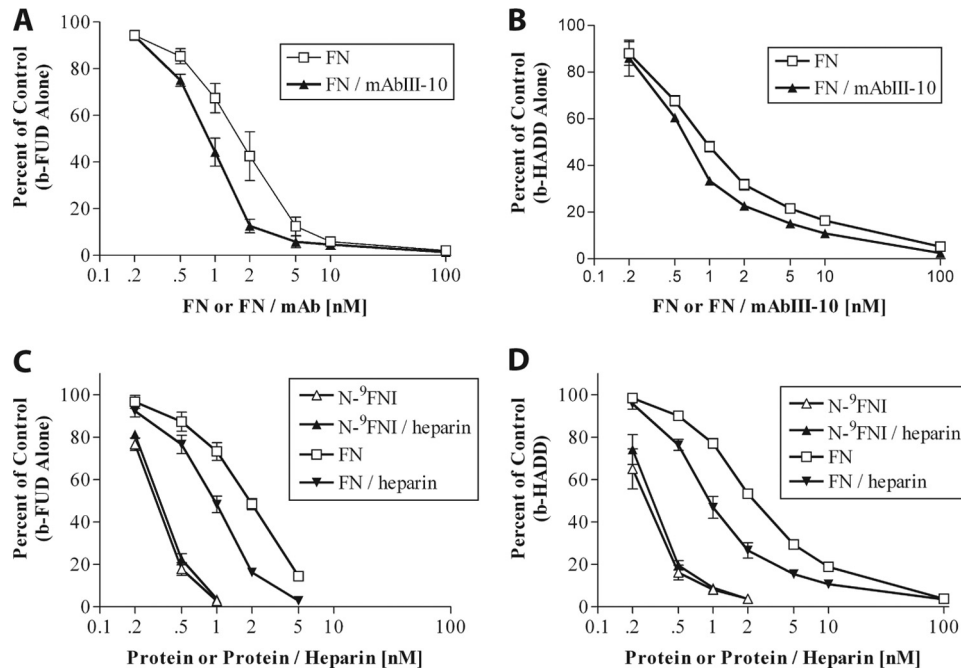 A
Percent of Control
(b-FUD Alone)
100
80
60
40
20
0
FN
FN / mAbIII-10
0.1 .2 .5 1 2 5 10 100
FN or FN / mAb [nM]
B
Percent of Control
(b-HADD Alone)
100
80
60
40
20
0
FN
FN / mAbIII-10
0.1 .2 .5 1 2 5 10 100
FN or FN / mAbIII-10 [nM]
C
Percent of Control
(b-FUD Alone)
100
80
60
40
20
0
N-⁹FNI
N-⁹FNI / heparin
FN
FN / heparin
0.1 .2 .5 1 2 5 10 100
Protein or Protein / Heparin [nM]
D
Percent of Control
(b-HADD)
100
80
60
40
20
0
N-⁹FNI
N-⁹FNI / heparin
FN
FN / heparin
0.1 .2 .5 1 2 5 10 100
Protein or Protein / Heparin [nM]